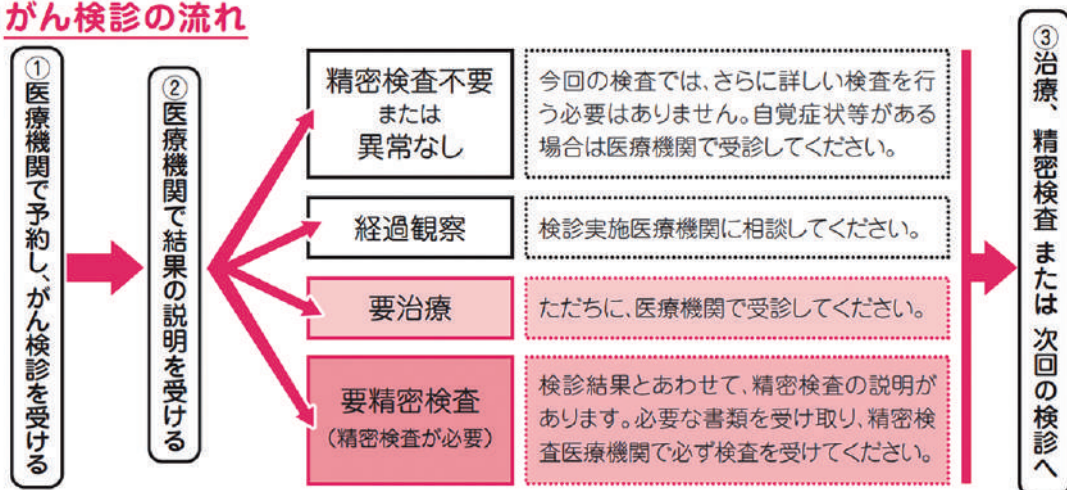 がん検診の流れ
①医療機関で予約し、がん検診を受ける
②医療機関で結果の説明を受ける
精密検査不要
または
異常なし
今回の検査では、さらに詳しい検査を行
う必要はありません。自覚症状等がある
場合は医療機関で受診してください。
経過観察
検診実施医療機関に相談してください。
要治療
ただちに、医療機関で受診してください。
要精密検査
（精密検査が必要）
検診結果とあわせて、精密検査の説明が
あります。必要な書類を受け取り、精密検
査医療機関で必ず検査を受けてください。
③治療、精密検査 または 次回の検診へ